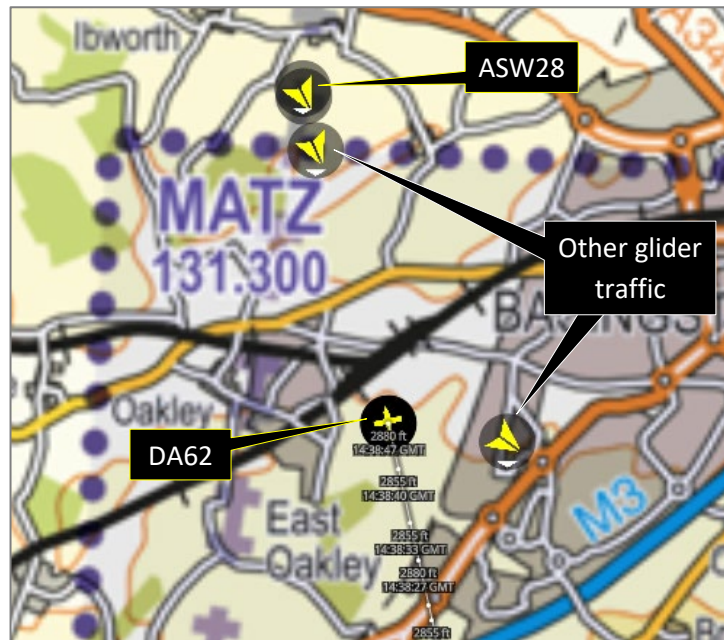 Ibworth
ASW28
A34
MATZ
131.300
Other glider
traffic
BASINGS
Oakley
DA62
2880 ft
14:38:47 GMT
2855 ft
14:38:40 GMT
M3
East
Oakley
2855 ft
14:38:33 GMT
2880 ft
14:38:27 GMT
2855 ft